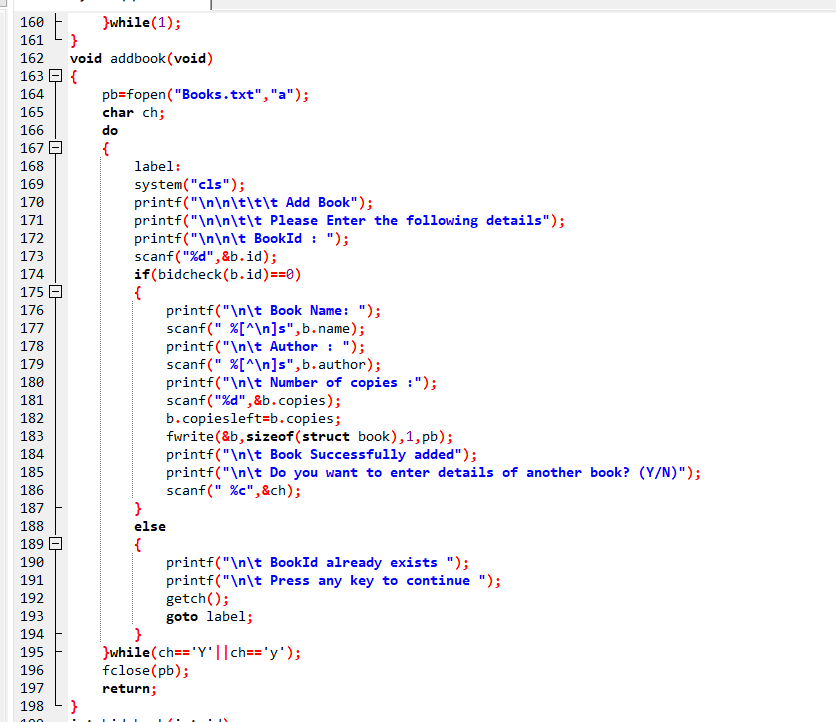 160 }while(1);
161 }
162 void addbook(void)
163 {
164 pb=fopen("Books.txt","a");
165 char ch;
166 do
167 {
168 label:
169 system("cls");
170 printf("\n\n\t\t\t Add Book");
171 printf("\n\n\t\t Please Enter the following details");
172 printf("\n\n\t BookId : ");
173 scanf("%d",&b.id);
174 if(bidcheck(b.id)==0)
175 {
176 printf("\n\t Book Name: ");
177 scanf(" %[^\n]s",b.name);
178 printf("\n\t Author : ");
179 scanf(" %[^\n]s",b.author);
180 printf("\n\t Number of copies :");
181 scanf("%d",&b.copies);
182 b.copiesleft=b.copies;
183 fwrite(&b,sizeof(struct book),1,pb);
184 printf("\n\t Book Successfully added");
185 printf("\n\t Do you want to enter details of another book? (Y/N)");
186 scanf(" %c",&ch);
187 }
188 else
189 {
190 printf("\n\t BookId already exists ");
191 printf("\n\t Press any key to continue ");
192 getch();
193 goto label;
194 }
195 }while(ch=='Y'||ch=='y');
196 fclose(pb);
197 return;
198 }